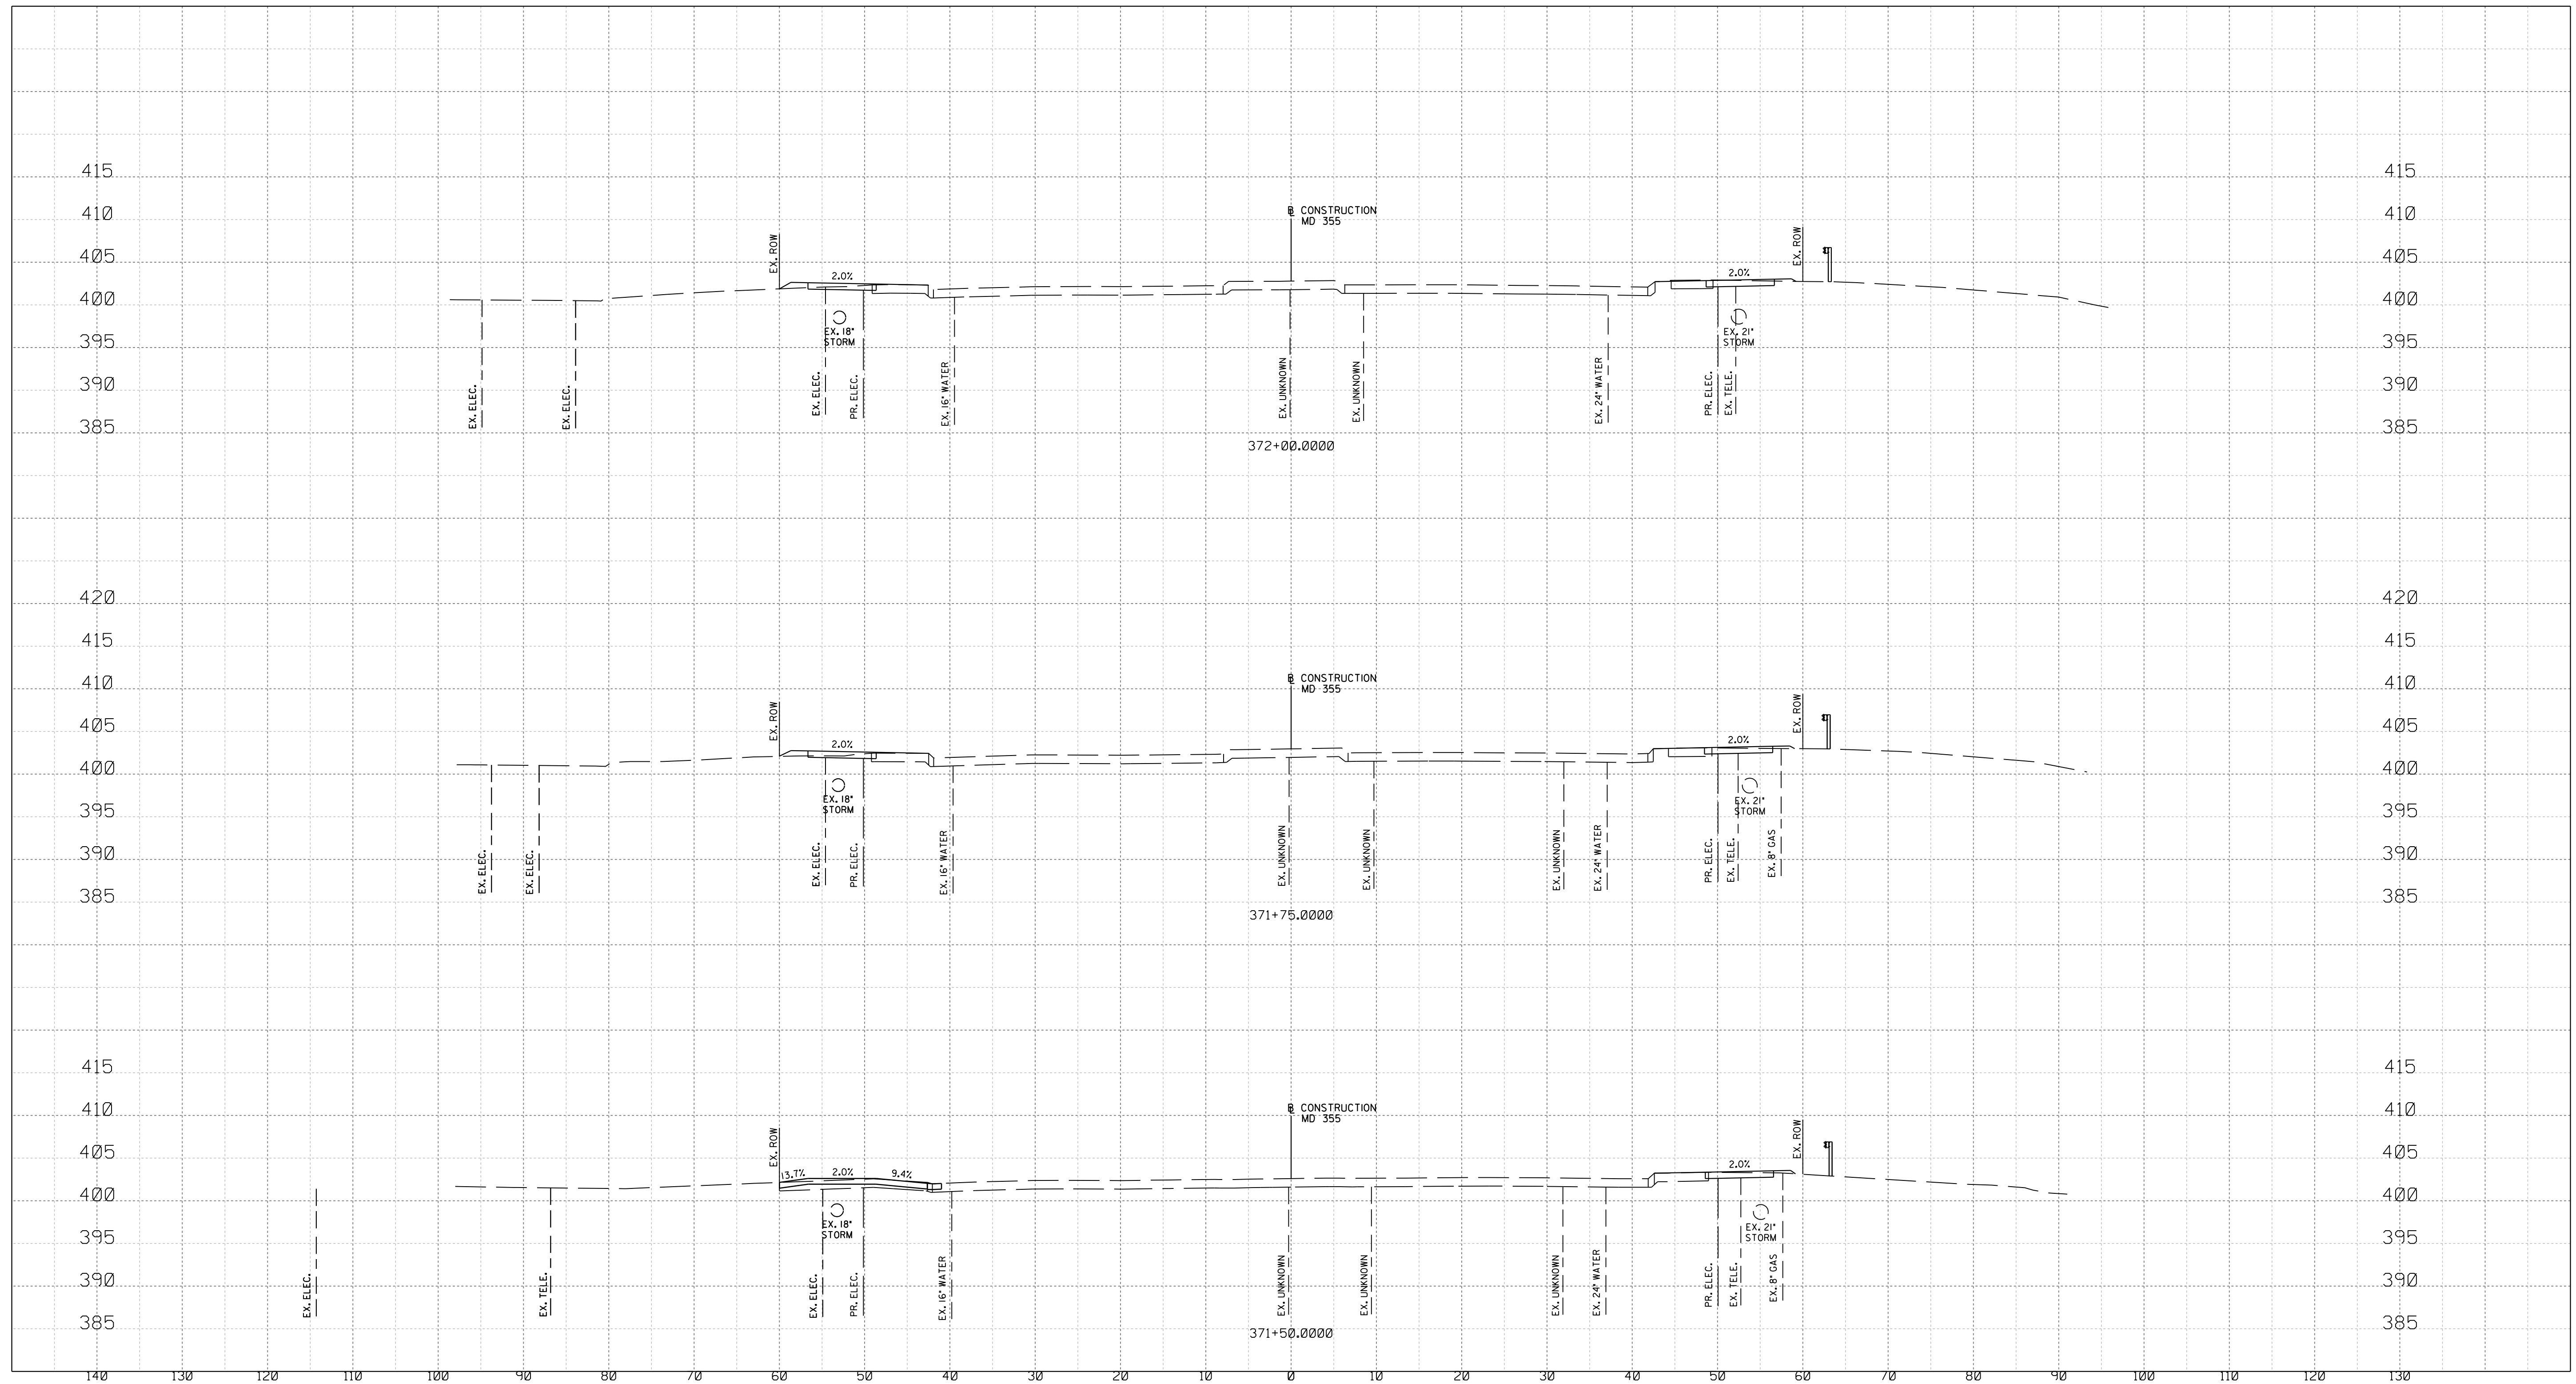 415 415
410 ℄ CONSTRUCTION 410
MD 355
405 EX. ROW EX. ROW 405
2.0% 2.0%
400 400
EX. 18" EX. 21"
STORM STORM
395 395
390 390
EX. ELEC. EX. ELEC. EX. ELEC. PR. ELEC. EX. 16" WATER EX. UNKNOWN EX. UNKNOWN EX. 24" WATER PR. ELEC. EX. TELE.
385 385
372+00.0000
420 420
415 415
410 ℄ CONSTRUCTION 410
MD 355
405 EX. ROW EX. ROW 405
2.0% 2.0%
400 400
EX. 18" EX. 21"
STORM STORM
395 395
390 390
EX. ELEC. EX. ELEC. EX. ELEC. PR. ELEC. EX. 16" WATER EX. UNKNOWN EX. UNKNOWN EX. UNKNOWN EX. 24" WATER PR. ELEC. EX. TELE. EX. 8" GAS
385 385
371+75.0000
415 415
410 ℄ CONSTRUCTION 410
MD 355
405 EX. ROW EX. ROW 405
13.7% 2.0% 9.4% 2.0%
400 400
EX. 18" EX. 21"
STORM STORM
395 395
390 390
EX. ELEC. EX. TELE. EX. ELEC. PR. ELEC. EX. 16" WATER EX. UNKNOWN EX. UNKNOWN EX. UNKNOWN EX. 24" WATER PR. ELEC. EX. TELE. EX. 8" GAS
385 385
371+50.0000
140 130 120 110 100 90 80 70 60 50 40 30 20 10 0 10 20 30 40 50 60 70 80 90 100 110 120 130 140